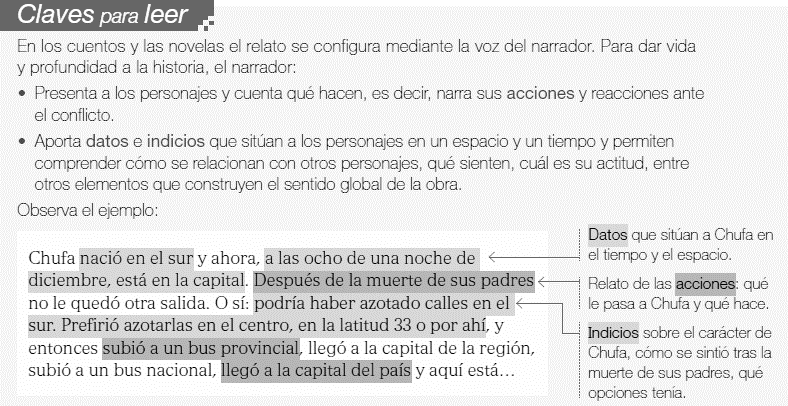 Claves para leer
En los cuentos y las novelas el relato se configura mediante la voz del narrador. Para dar vida
y profundidad a la historia, el narrador:
• Presenta a los personajes y cuenta qué hacen, es decir, narra sus acciones y reacciones ante
el conflicto.
• Aporta datos e indicios que sitúan a los personajes en un espacio y un tiempo y permiten
comprender cómo se relacionan con otros personajes, qué sienten, cuál es su actitud, entre
otros elementos que construyen el sentido global de la obra.
Observa el ejemplo:
Chufa nació en el sur y ahora, a las ocho de una noche de
diciembre, está en la capital. Después de la muerte de sus padres
no le quedó otra salida. O sí: podría haber azotado calles en el
sur. Prefirió azotarlas en el centro, en la latitud 33 o por ahí, y
entonces subió a un bus provincial, llegó a la capital de la región,
subió a un bus nacional, llegó a la capital del país y aquí está...
Datos que sitúan a Chufa en
el tiempo y el espacio.
Relato de las acciones: qué
le pasa a Chufa y qué hace.
Indicios sobre el carácter de
Chufa, cómo se sintió tras la
muerte de sus padres, qué
opciones tenía.